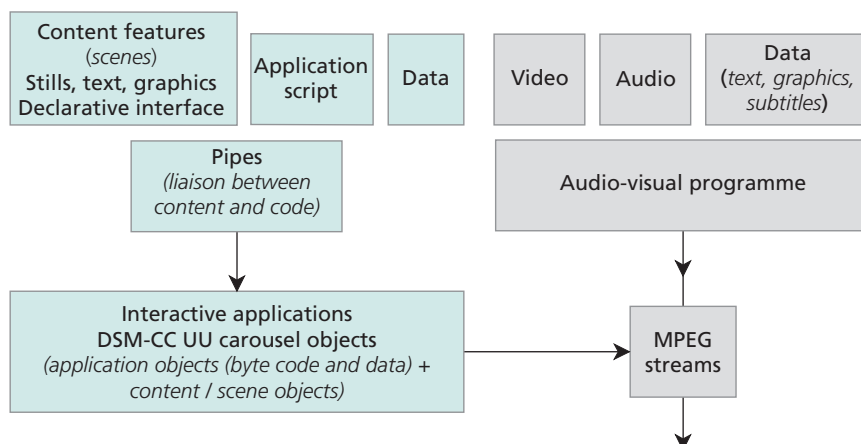 Content features
(scenes)
Stills, text, graphics
Declarative interface
Application
script
Data
Video
Audio
Data
(text, graphics,
subtitles)
Pipes
(liaison between
content and code)
Audio-visual programme
Interactive applications
DSM-CC UU carousel objects
(application objects (byte code and data) +
content / scene objects)
MPEG
streams